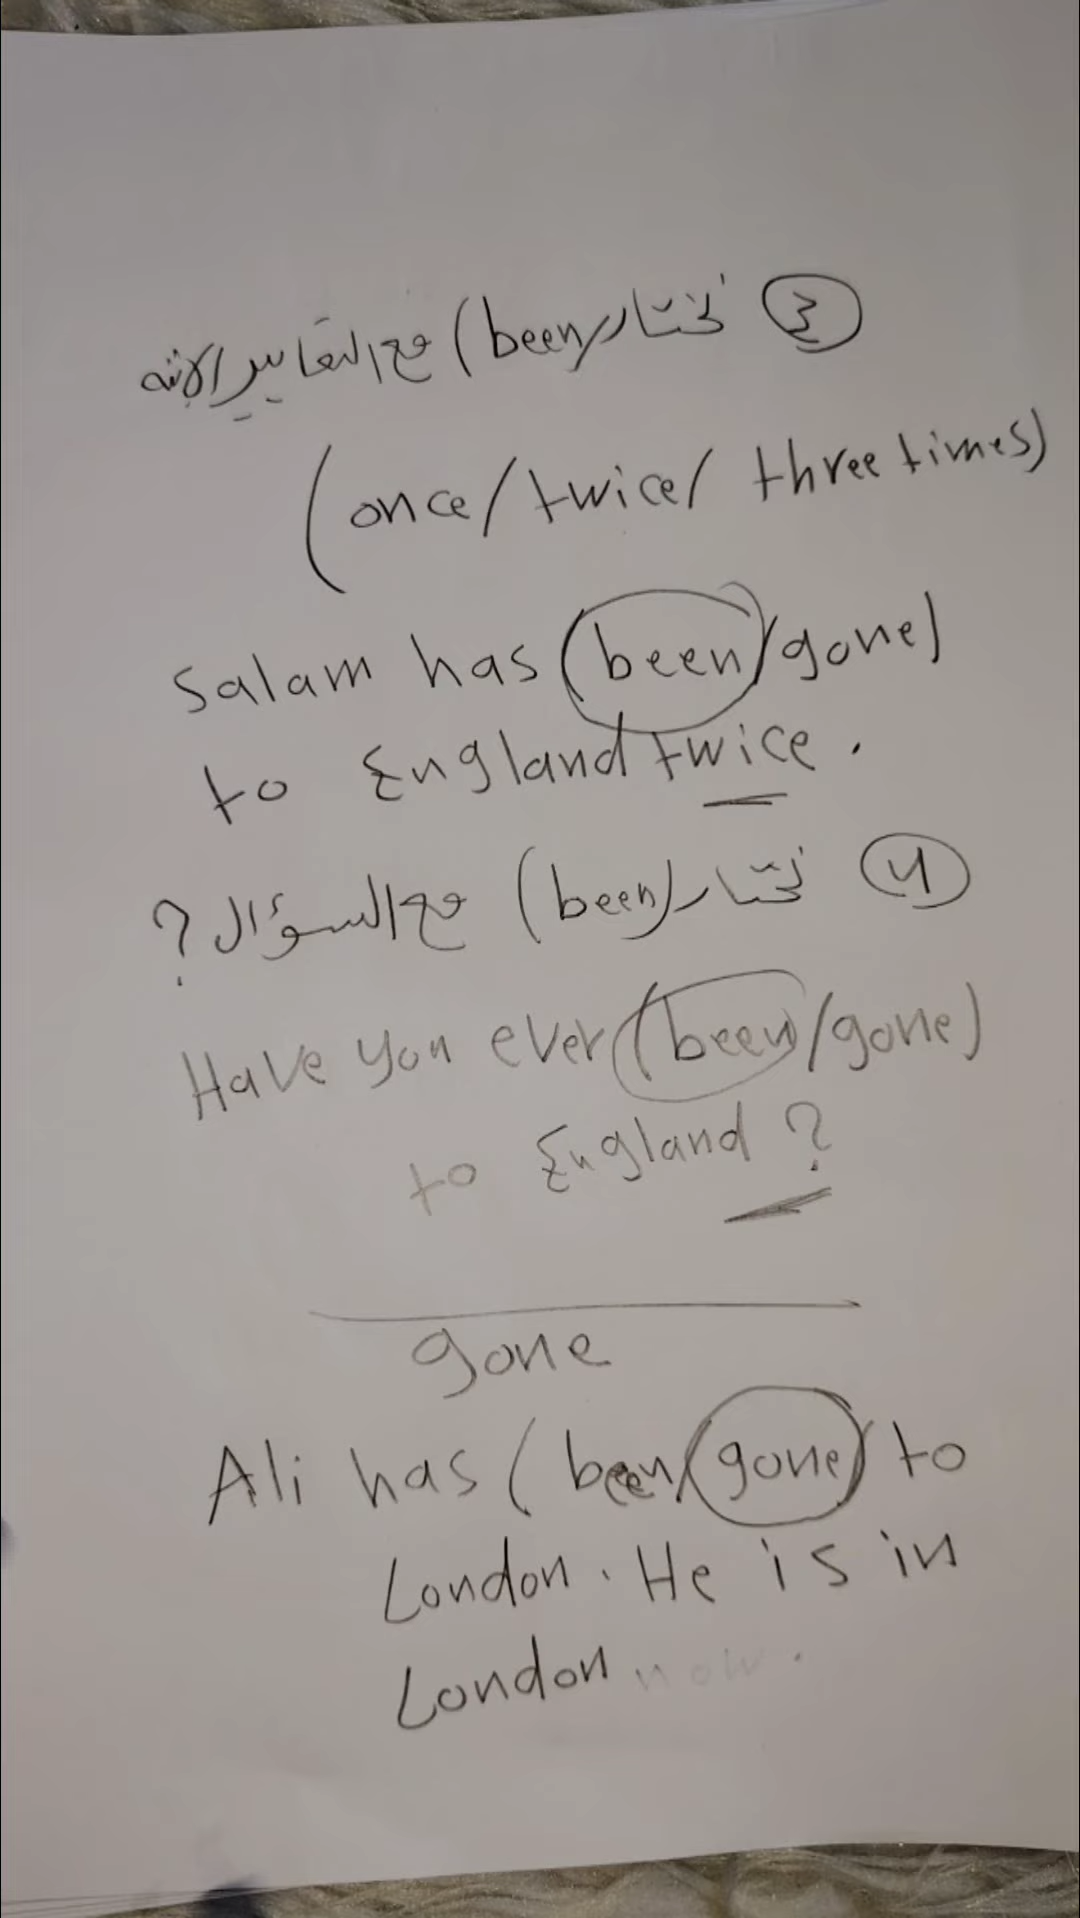 ③ نختار (been) مع التعابير الاتيه
(once/twice/ three times)
Salam has (been/gone)
to England twice.
④ نختار (been) مع السؤال ?
Have you ever (been/gone)
to England ?
gone
Ali has (been/gone) to
London. He is in
London now.